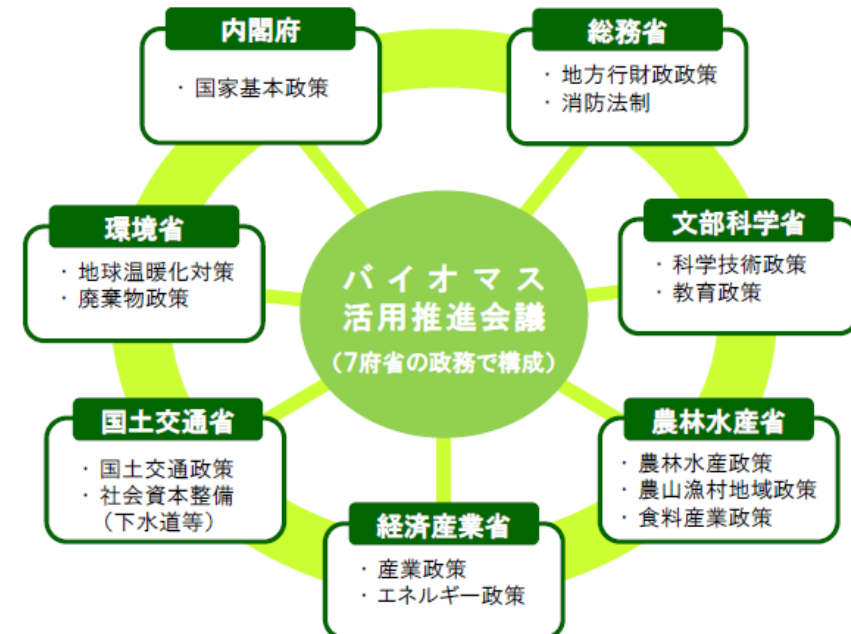 内閣府
・国家基本政策
総務省
・地方行財政政策
・消防法制
環境省
・地球温暖化対策
・廃棄物政策
バイオマス
活用推進会議
（7府省の政務で構成）
文部科学省
・科学技術政策
・教育政策
国土交通省
・国土交通政策
・社会資本整備
（下水道等）
農林水産省
・農林水産政策
・農山漁村地域政策
・食料産業政策
経済産業省
・産業政策
・エネルギー政策